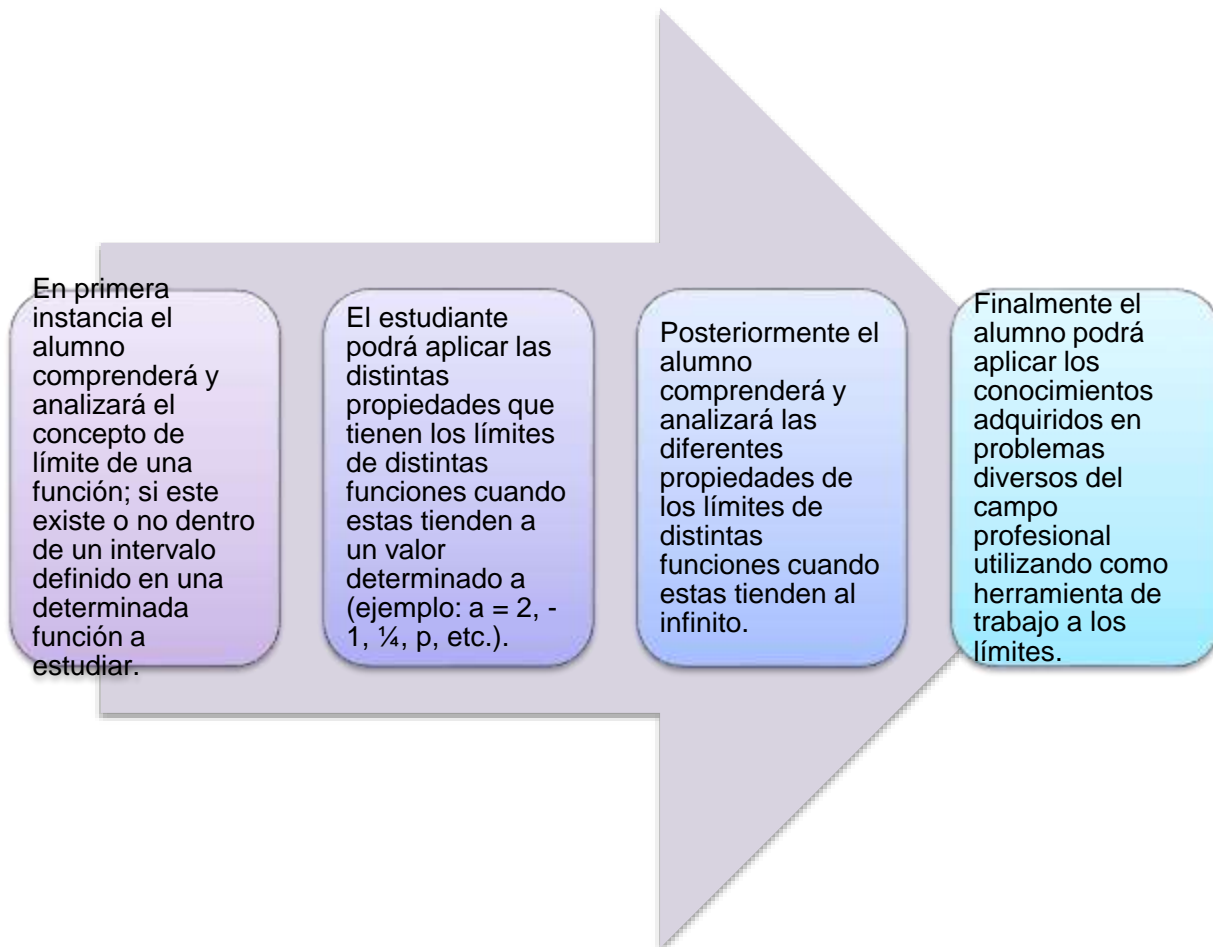 En primera
instancia el
alumno
comprenderá y
analizará el
concepto de
límite de una
función; si este
existe o no dentro
de un intervalo
definido en una
determinada
función a
estudiar.
El estudiante
podrá aplicar las
distintas
propiedades que
tienen los límites
de distintas
funciones cuando
estas tienden a
un valor
determinado a
(ejemplo: a = 2, -
1, ¼, p, etc.).
Posteriormente el
alumno
comprenderá y
analizará las
diferentes
propiedades de
los límites de
distintas
funciones cuando
estas tienden al
infinito.
Finalmente el
alumno podrá
aplicar los
conocimientos
adquiridos en
problemas
diversos del
campo
profesional
utilizando como
herramienta de
trabajo a los
límites.